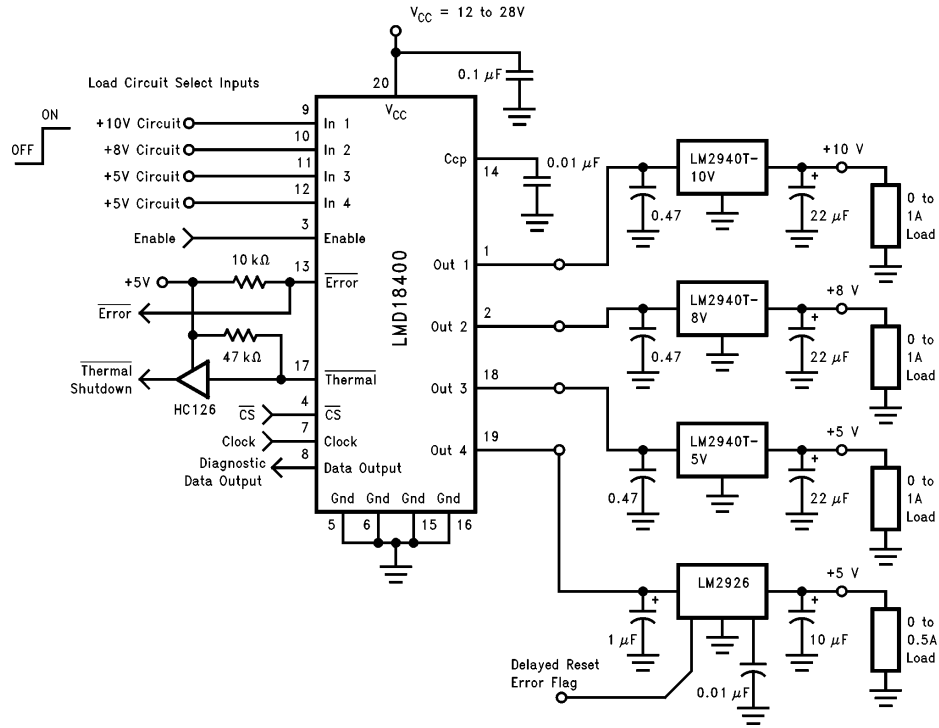 V_CC = 12 to 28V
0.1 μF
20
V_CC
Load Circuit Select Inputs
ON
OFF
+10V Circuit
9
In 1
+8V Circuit
10
In 2
+5V Circuit
11
In 3
+5V Circuit
12
In 4
Enable
3
Enable
+5V
10 kΩ
13
E̅r̅r̅o̅r̅
E̅r̅r̅o̅r̅
47 kΩ
T̅h̅e̅r̅m̅a̅l̅
Shutdown
HC126
17
T̅h̅e̅r̅m̅a̅l̅
C̅S̅
4
C̅S̅
Clock
7
Clock
Diagnostic
Data Output
8
Data Output
LMD18400
Gnd Gnd Gnd Gnd
5 6 15 16
Ccp
14
0.01 μF
Out 1
1
Out 2
2
Out 3
18
Out 4
19
0.47
LM2940T-
10V
22 μF
+
+10 V
0 to
1A
Load
0.47
LM2940T-
8V
22 μF
+
+8 V
0 to
1A
Load
0.47
LM2940T-
5V
22 μF
+
+5 V
0 to
1A
Load
1 μF
+
LM2926
10 μF
+
+5 V
0 to
0.5A
Load
Delayed Reset
Error Flag
0.01 μF